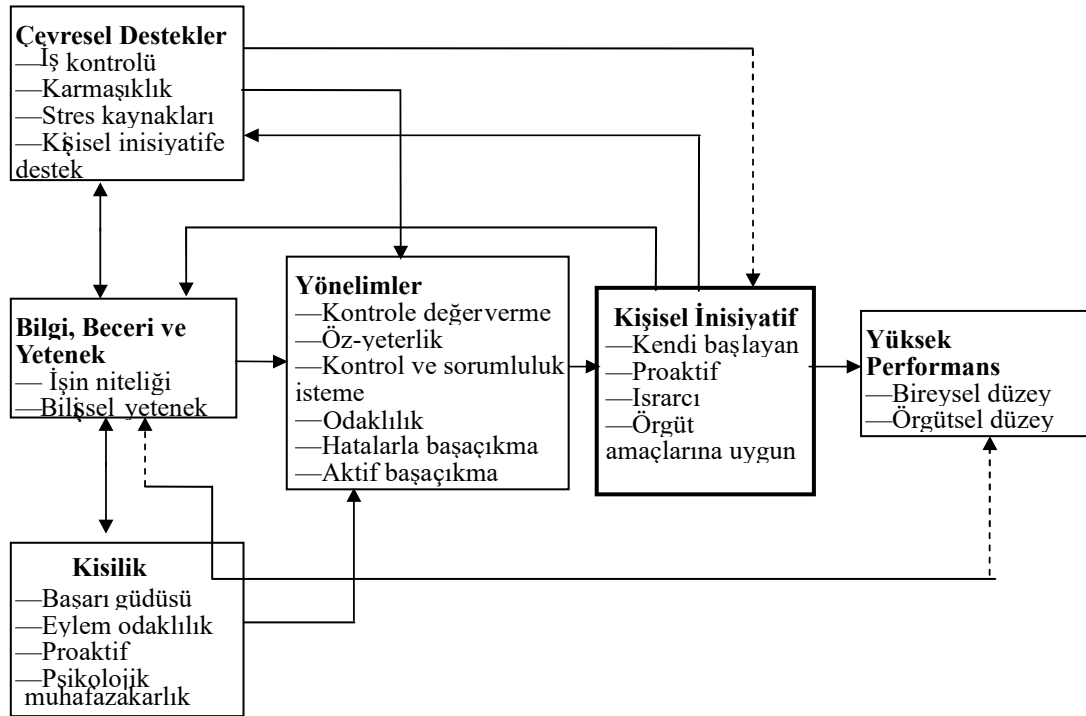 Çevresel Destekler
—İş kontrolü
—Karmaşıklık
—Stres kaynakları
—Kişisel inisiyatife
destek
Bilgi, Beceri ve
Yetenek
— İşin niteliği
—Bilişsel yetenek
Kisilik
—Başarı güdüsü
—Eylem odaklılık
—Proaktif
—Psikolojik
muhafazakarlık
Yönelimler
—Kontrole değerverme
—Öz-yeterlik
—Kontrol ve sorumluluk
isteme
—Odaklılık
—Hatalarla başaçıkma
—Aktif başaçıkma
Kişisel İnisiyatif
—Kendi başlayan
—Proaktif
—Israrcı
—Örgüt
amaçlarına uygun
Yüksek
Performans
—Bireysel düzey
—Örgütsel düzey